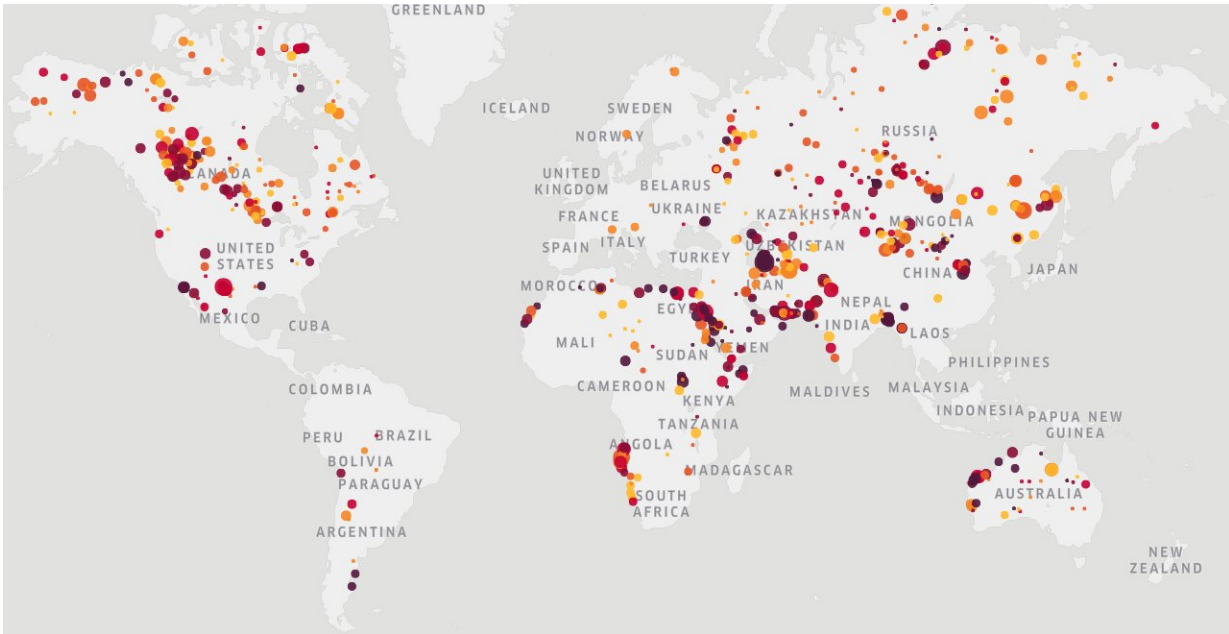 GREENLAND
ICELAND
SWEDEN
NORWAY
RUSSIA
CANADA
UNITED
KINGDOM
BELARUS
UKRAINE
KAZAKHSTAN
MONGOLIA
FRANCE
ITALY
SPAIN
TURKEY
UZBEKISTAN
UNITED
STATES
CHINA
JAPAN
MOROCCO
IRAN
NEPAL
EGYPT
INDIA
LAOS
MEXICO
CUBA
MALI
SUDAN
YEMEN
PHILIPPINES
COLOMBIA
CAMEROON
KENYA
MALDIVES
MALAYSIA
INDONESIA
PAPUA NEW
GUINEA
TANZANIA
PERU
BRAZIL
ANGOLA
BOLIVIA
MADAGASCAR
PARAGUAY
SOUTH
AFRICA
AUSTRALIA
ARGENTINA
NEW
ZEALAND